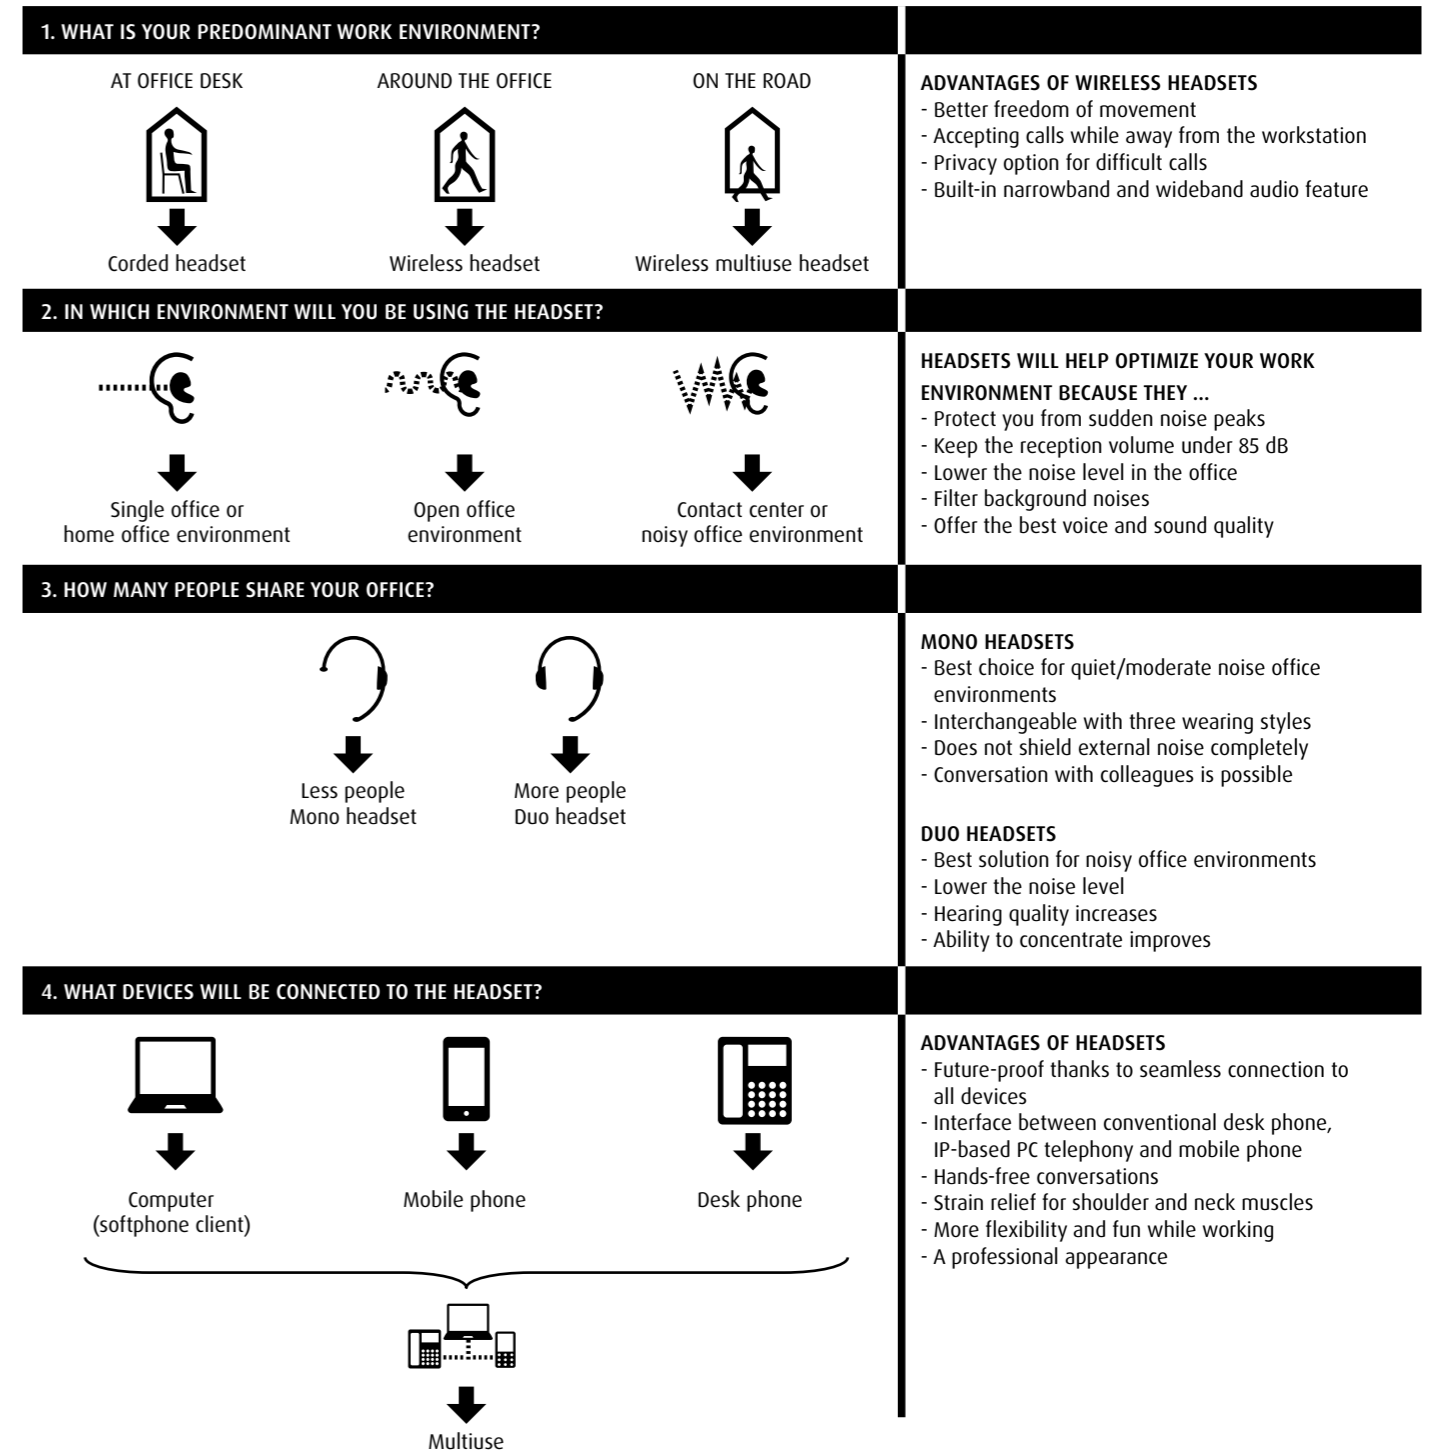 1. WHAT IS YOUR PREDOMINANT WORK ENVIRONMENT?
AT OFFICE DESK
AROUND THE OFFICE
ON THE ROAD
Corded headset
Wireless headset
Wireless multiuse headset
ADVANTAGES OF WIRELESS HEADSETS
- Better freedom of movement
- Accepting calls while away from the workstation
- Privacy option for difficult calls
- Built-in narrowband and wideband audio feature
2. IN WHICH ENVIRONMENT WILL YOU BE USING THE HEADSET?
Single office or
home office environment
Open office
environment
Contact center or
noisy office environment
HEADSETS WILL HELP OPTIMIZE YOUR WORK
ENVIRONMENT BECAUSE THEY ...
- Protect you from sudden noise peaks
- Keep the reception volume under 85 dB
- Lower the noise level in the office
- Filter background noises
- Offer the best voice and sound quality
3. HOW MANY PEOPLE SHARE YOUR OFFICE?
Less people
Mono headset
More people
Duo headset
MONO HEADSETS
- Best choice for quiet/moderate noise office
environments
- Interchangeable with three wearing styles
- Does not shield external noise completely
- Conversation with colleagues is possible
DUO HEADSETS
- Best solution for noisy office environments
- Lower the noise level
- Hearing quality increases
- Ability to concentrate improves
4. WHAT DEVICES WILL BE CONNECTED TO THE HEADSET?
Computer
(softphone client)
Mobile phone
Desk phone
Multiuse
ADVANTAGES OF HEADSETS
- Future-proof thanks to seamless connection to
all devices
- Interface between conventional desk phone,
IP-based PC telephony and mobile phone
- Hands-free conversations
- Strain relief for shoulder and neck muscles
- More flexibility and fun while working
- A professional appearance